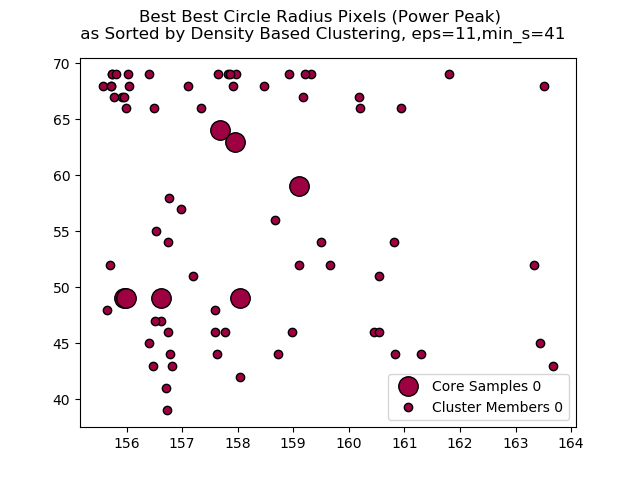 Best Best Circle Radius Pixels (Power Peak)
as Sorted by Density Based Clustering, eps=11,min_s=41
70
65
60
55
50
45
40
Core Samples 0
Cluster Members 0
156 157 158 159 160 161 162 163 164